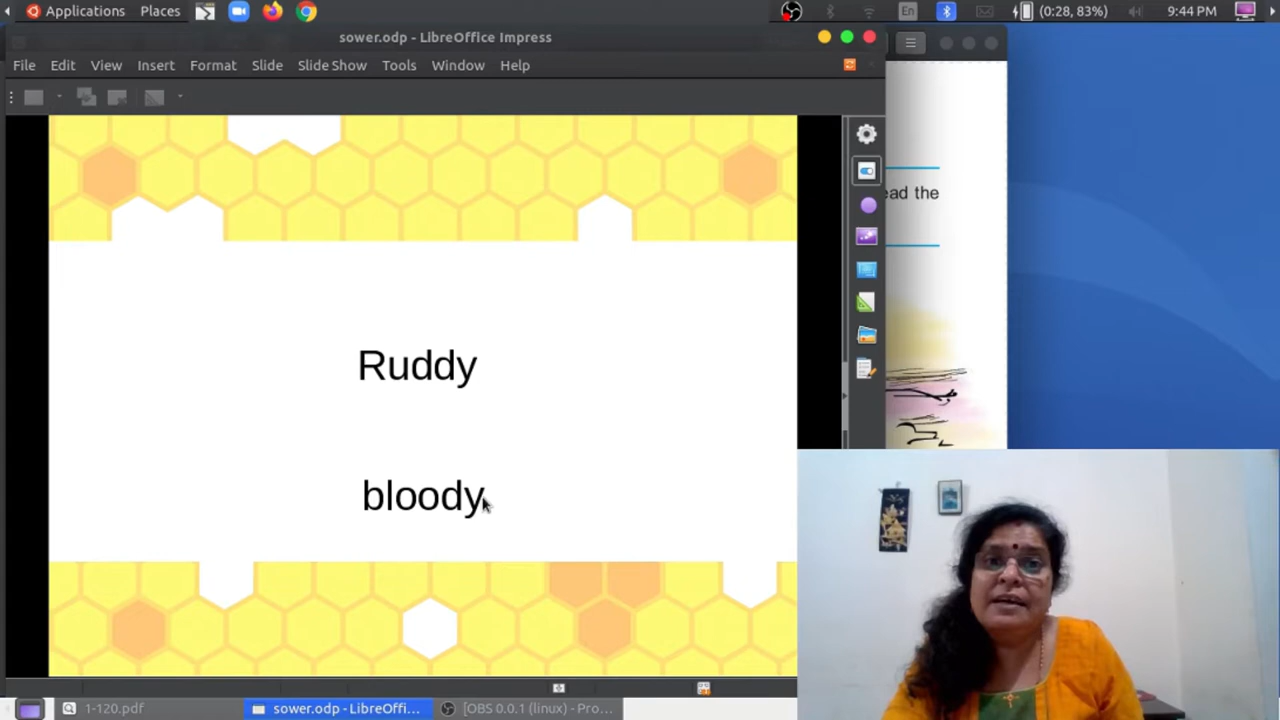 Applications Places En (0:28, 83%) 9:44 PM
sower.odp - LibreOffice Impress
File Edit View Insert Format Slide Slide Show Tools Window Help
ead the
Ruddy
bloody
1-120.pdf sower.odp - LibreOffi... [OBS 0.0.1 (linux) - Pro...